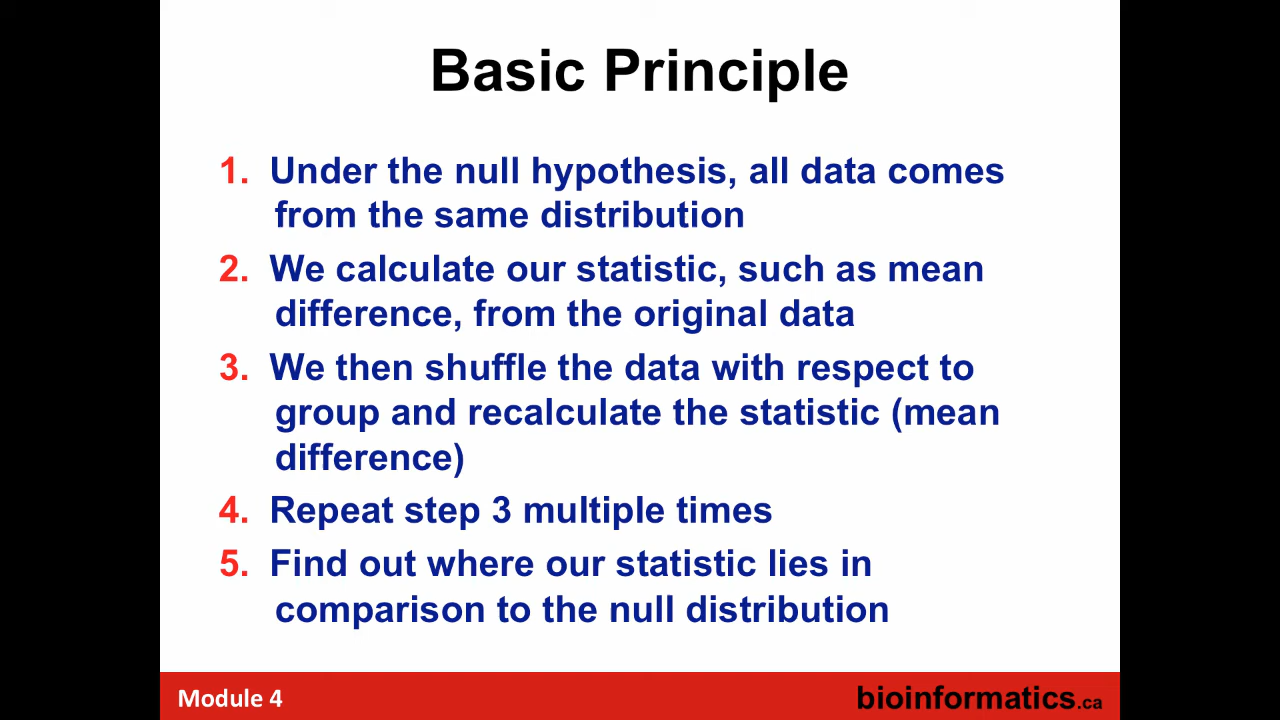 Basic Principle
1. Under the null hypothesis, all data comes
from the same distribution
2. We calculate our statistic, such as mean
difference, from the original data
3. We then shuffle the data with respect to
group and recalculate the statistic (mean
difference)
4. Repeat step 3 multiple times
5. Find out where our statistic lies in
comparison to the null distribution
Module 4
bioinformatics.ca